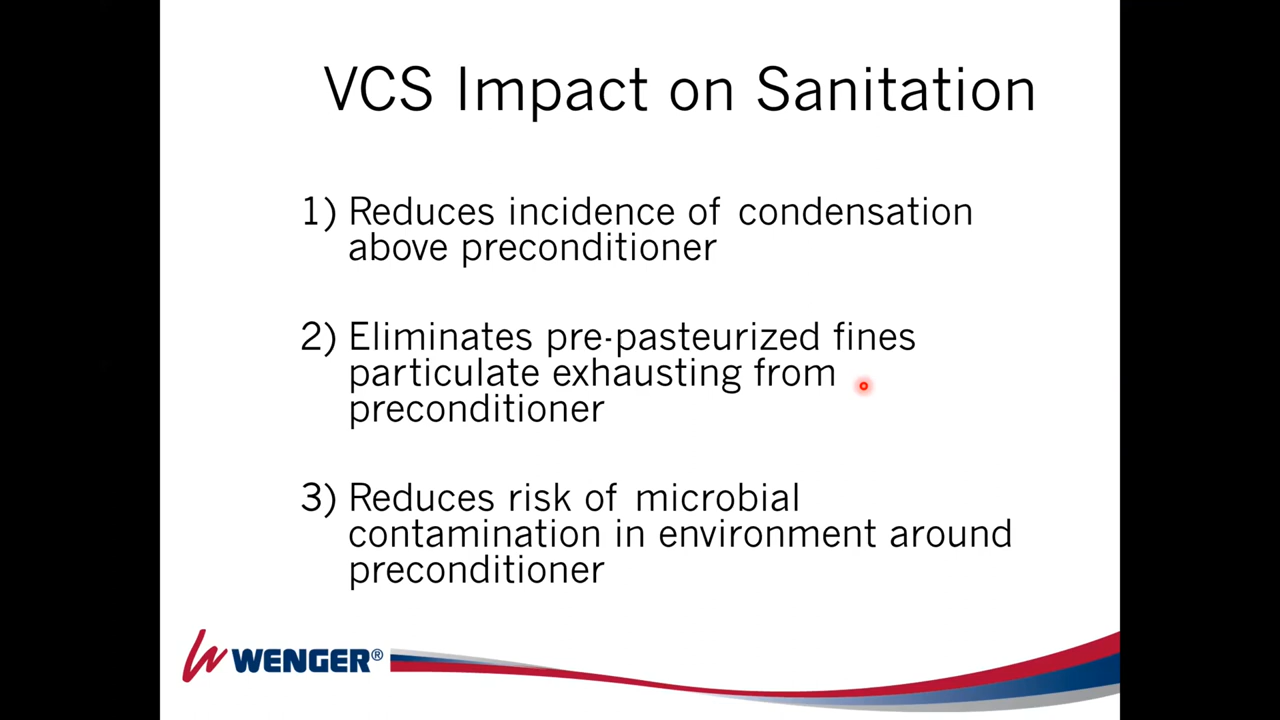 VCS Impact on Sanitation
1) Reduces incidence of condensation
above preconditioner
2) Eliminates pre-pasteurized fines
particulate exhausting from
preconditioner
3) Reduces risk of microbial
contamination in environment around
preconditioner
WENGER®